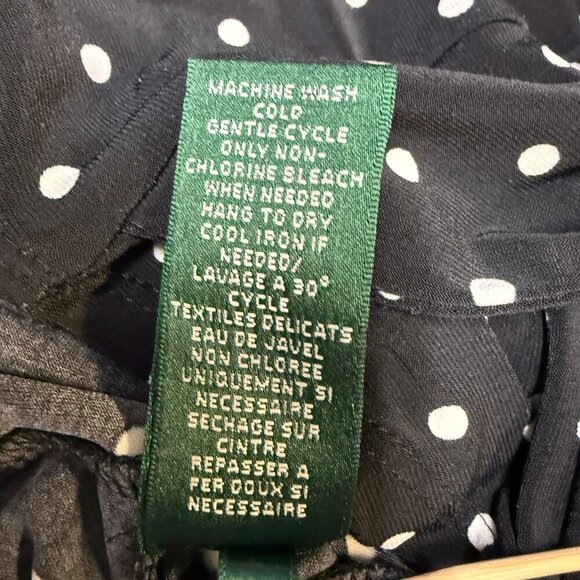 MACHINE WASH
COLD
GENTLE CYCLE
ONLY NON-
CHLORINE BLEACH
WHEN NEEDED
HANG TO DRY
COOL IRON IF
NEEDED/
LAVAGE A 30°
CYCLE
TEXTILES DELICATS
EAU DE JAVEL
NON CHLOREE
UNIQUEMENT SI
NECESSAIRE
SECHAGE SUR
CINTRE
REPASSER A
FER DOUX SI
NECESSAIRE